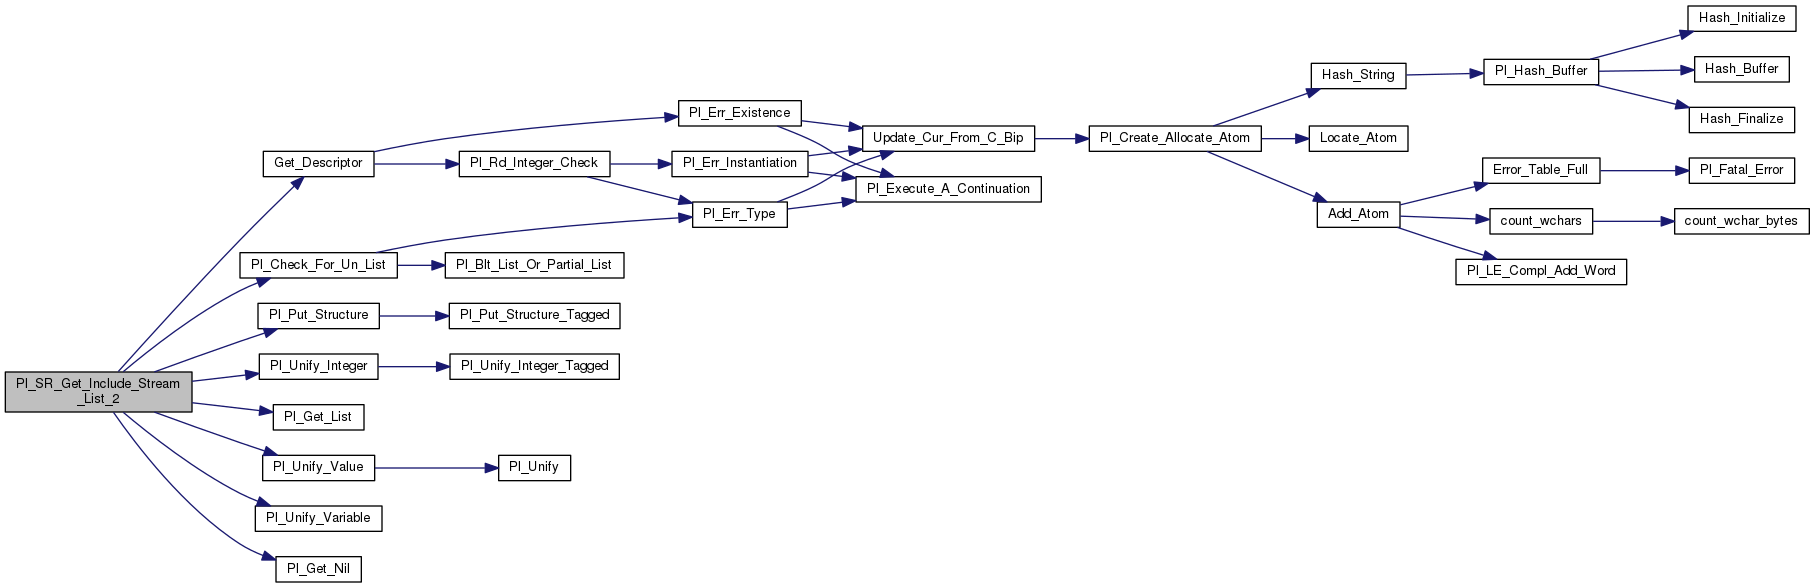 Pl_SR_Get_Include_Stream
_List_2
Get_Descriptor
Pl_Check_For_Un_List
Pl_Put_Structure
Pl_Unify_Integer
Pl_Get_List
Pl_Unify_Value
Pl_Unify_Variable
Pl_Get_Nil
Pl_Err_Existence
Pl_Rd_Integer_Check
Pl_Err_Instantiation
Pl_Err_Type
Pl_Blt_List_Or_Partial_List
Pl_Put_Structure_Tagged
Pl_Unify_Integer_Tagged
Pl_Unify
Update_Cur_From_C_Bip
Pl_Execute_A_Continuation
Pl_Create_Allocate_Atom
Hash_String
Locate_Atom
Add_Atom
Pl_Hash_Buffer
Hash_Initialize
Hash_Buffer
Hash_Finalize
Error_Table_Full
Pl_Fatal_Error
count_wchars
count_wchar_bytes
Pl_LE_Compl_Add_Word